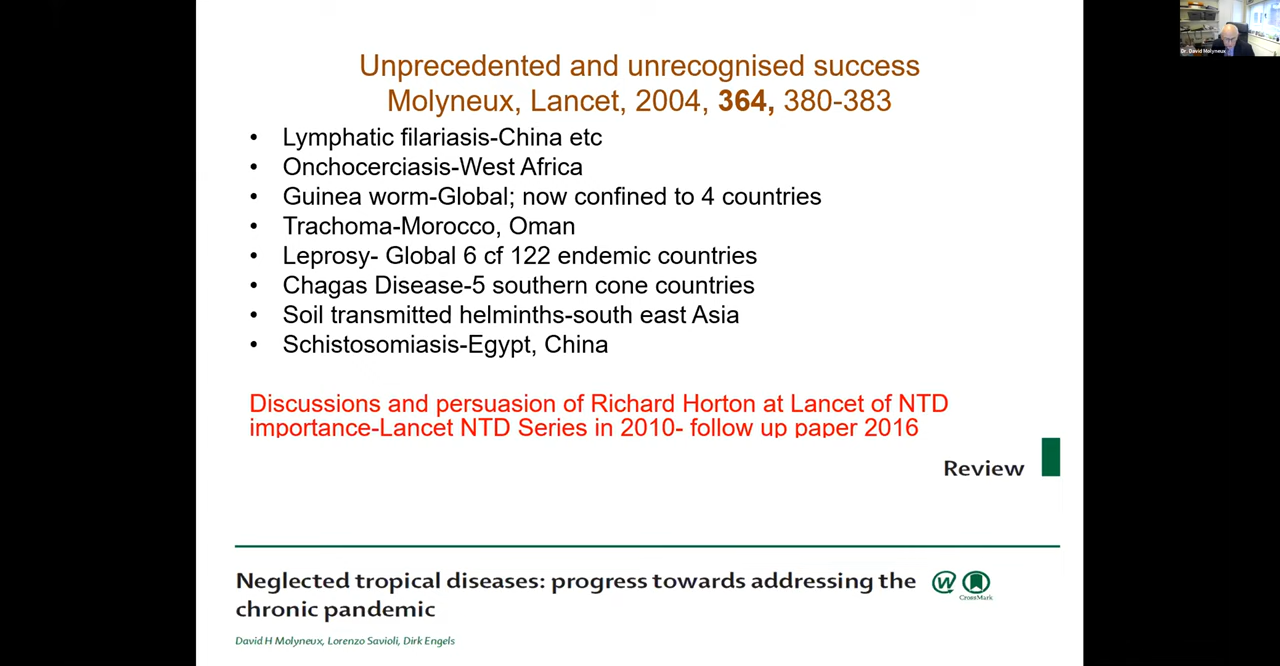 Dr. David Molyneux
Unprecedented and unrecognised success
Molyneux, Lancet, 2004, 364, 380-383
• Lymphatic filariasis-China etc
• Onchocerciasis-West Africa
• Guinea worm-Global; now confined to 4 countries
• Trachoma-Morocco, Oman
• Leprosy- Global 6 cf 122 endemic countries
• Chagas Disease-5 southern cone countries
• Soil transmitted helminths-south east Asia
• Schistosomiasis-Egypt, China
Discussions and persuasion of Richard Horton at Lancet of NTD
importance-Lancet NTD Series in 2010- follow up paper 2016
Review
Neglected tropical diseases: progress towards addressing the
chronic pandemic
W
CrossMark
David H Molyneux, Lorenzo Savioli, Dirk Engels